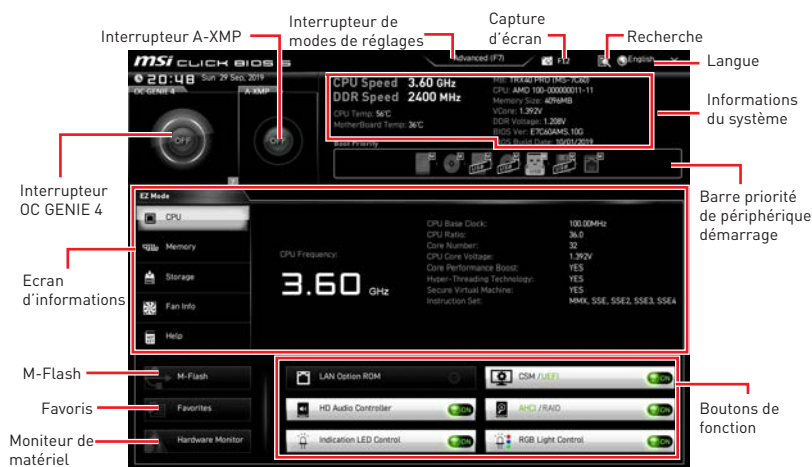 Interrupteur de
modes de réglages
Capture
d'écran
Interrupteur A-XMP
Recherche
msi CLICK BIOS 5
Advanced (F7)
F12
English
Langue
20:48 Sun 29 Sep, 2019
OC GENIE 4
A-XMP
OFF
OFF
CPU Speed 3.60 GHz
DDR Speed 2400 MHz
CPU Temp: 56°C
MotherBoard Temp: 36°C
MB: TRX40 PRO (MS-7C60)
CPU: AMD 100-000000011-11
Memory Size: 4096MB
VCore: 1.392V
DDR Voltage: 1.208V
BIOS Ver: E7C60AMS.10G
BIOS Build Date: 10/01/2019
Informations
du système
Boot Priority
USB
USB
USB
Barre priorité
de périphérique
démarrage
Interrupteur
OC GENIE 4
?
EZ Mode
CPU
Memory
Storage
Fan Info
Help
Ecran
d'informations
CPU Frequency:
3.60 GHz
CPU Base Clock: 100.00MHz
CPU Ratio: 36.0
Core Number: 32
CPU Core Voltage: 1.392V
Core Performance Boost: YES
Hyper-Threading Technology: YES
Secure Virtual Machine: YES
Instruction Set: MMX, SSE, SSE2, SSE3, SSE4
M-Flash
M-Flash
Favoris
Favorites
Moniteur de
matériel
Hardware Monitor
LAN Option ROM
CSM /UEFI ON
HD Audio Controller ON
AHCI /RAID ON
Indication LED Control ON
RGB Light Control ON
Boutons de
fonction